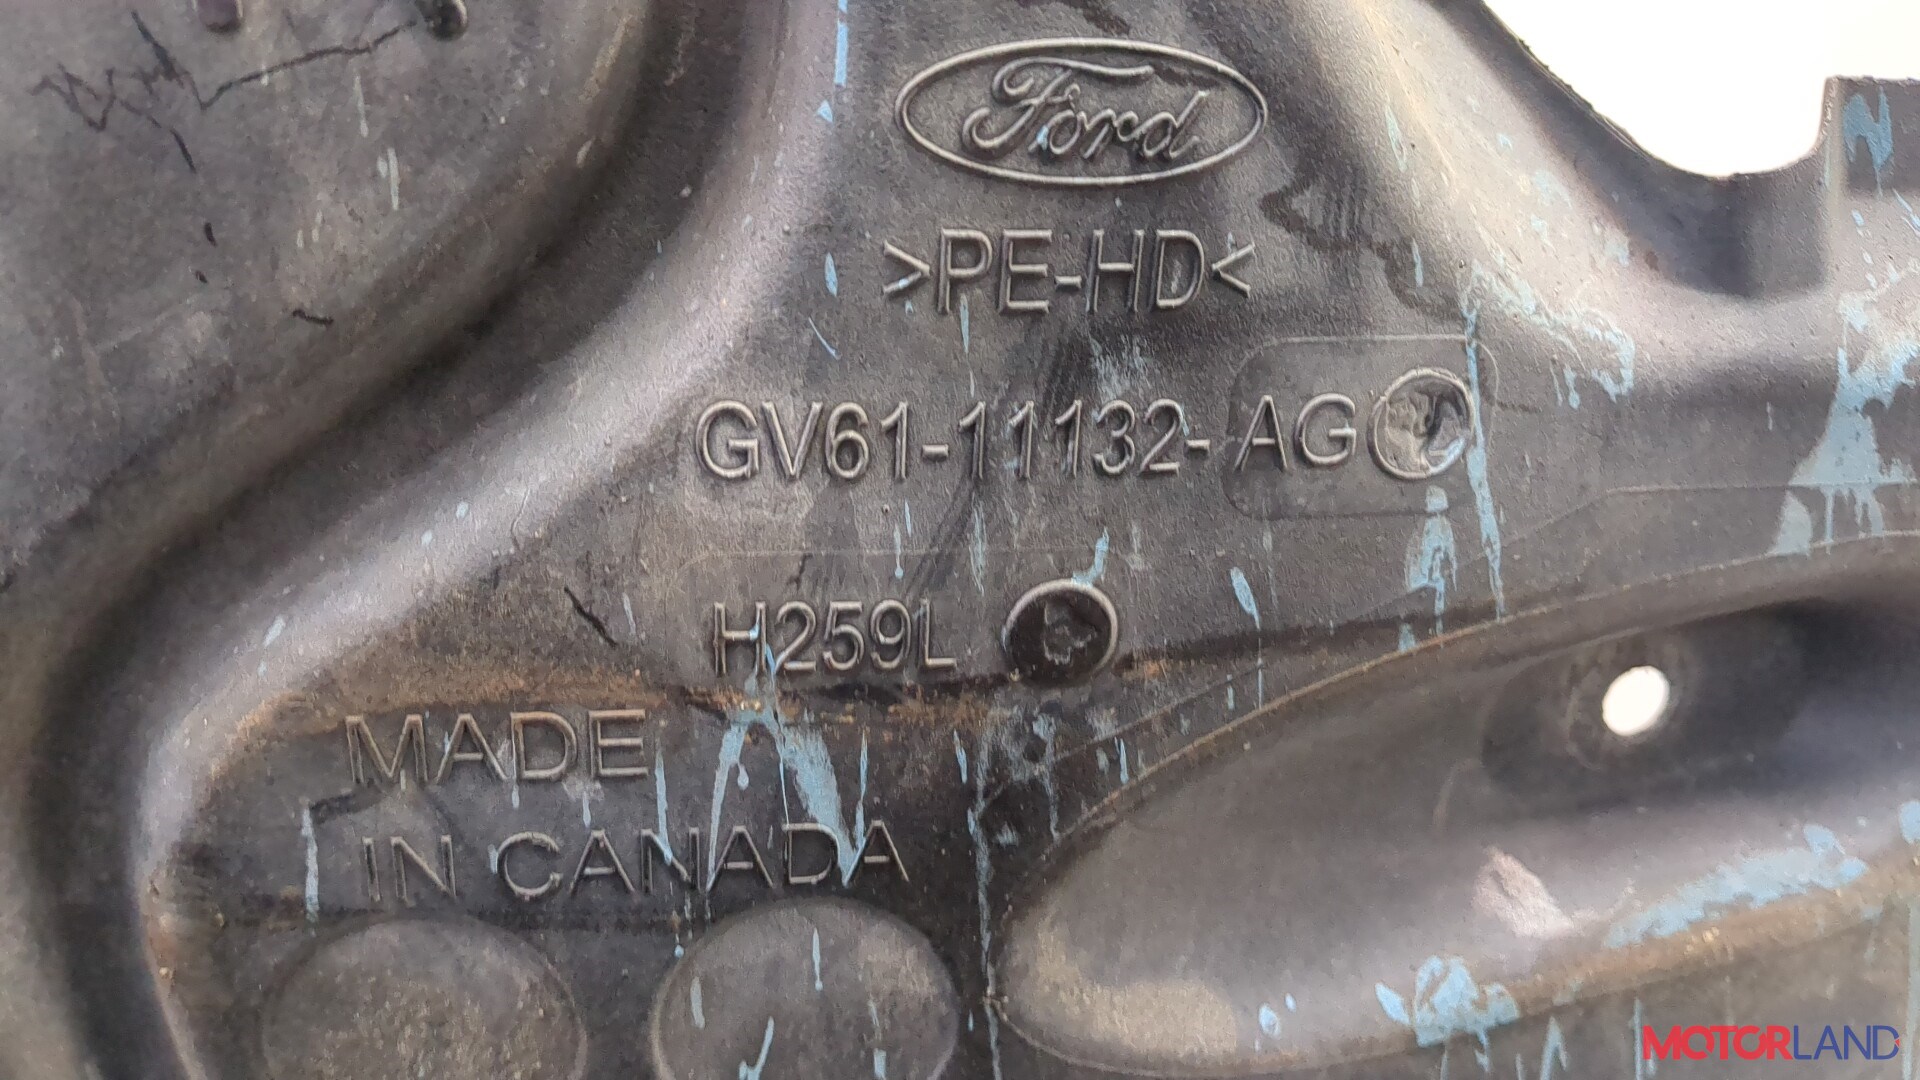 Ford
>PE-HD<
GV61-11132-AG
H259L
MADE
IN CANADA
MOTORLAND